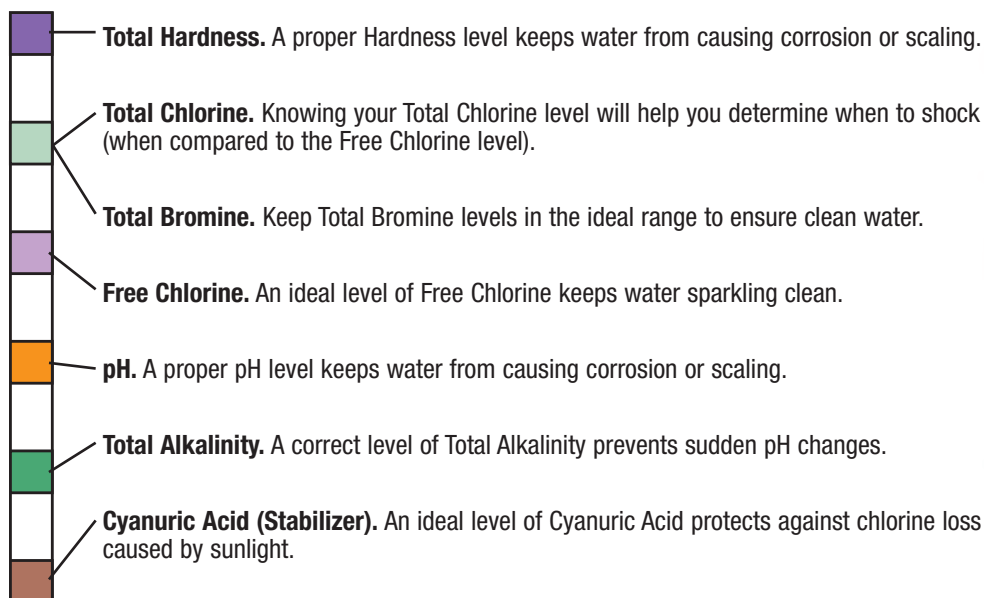 Total Hardness. A proper Hardness level keeps water from causing corrosion or scaling.
Total Chlorine. Knowing your Total Chlorine level will help you determine when to shock
(when compared to the Free Chlorine level).
Total Bromine. Keep Total Bromine levels in the ideal range to ensure clean water.
Free Chlorine. An ideal level of Free Chlorine keeps water sparkling clean.
pH. A proper pH level keeps water from causing corrosion or scaling.
Total Alkalinity. A correct level of Total Alkalinity prevents sudden pH changes.
Cyanuric Acid (Stabilizer). An ideal level of Cyanuric Acid protects against chlorine loss
caused by sunlight.